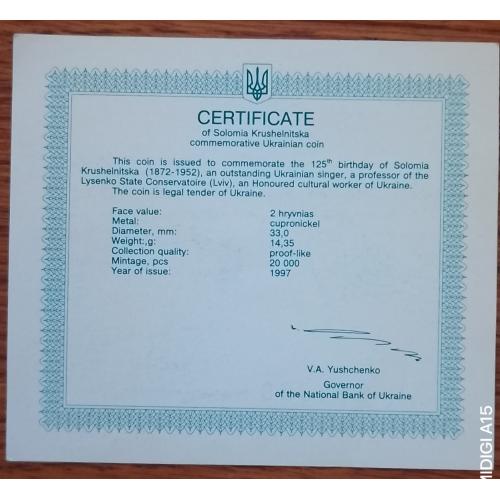 CERTIFICATE
of Solomia Krushelnitska
commemorative Ukrainian coin
This coin is issued to commemorate the 125th birthday of Solomia
Krushelnitska (1872-1952), an outstanding Ukrainian singer, a professor of the
Lysenko State Conservatoire (Lviv), an Honoured cultural worker of Ukraine.
The coin is legal tender of Ukraine.
Face value: 2 hryvnias
Metal: cupronickel
Diameter, mm: 33,0
Weight:,g: 14,35
Collection quality: proof-like
Mintage, pcs 20 000
Year of issue: 1997
V.A. Yushchenko
Governor
of the National Bank of Ukraine
MIDIGI A15